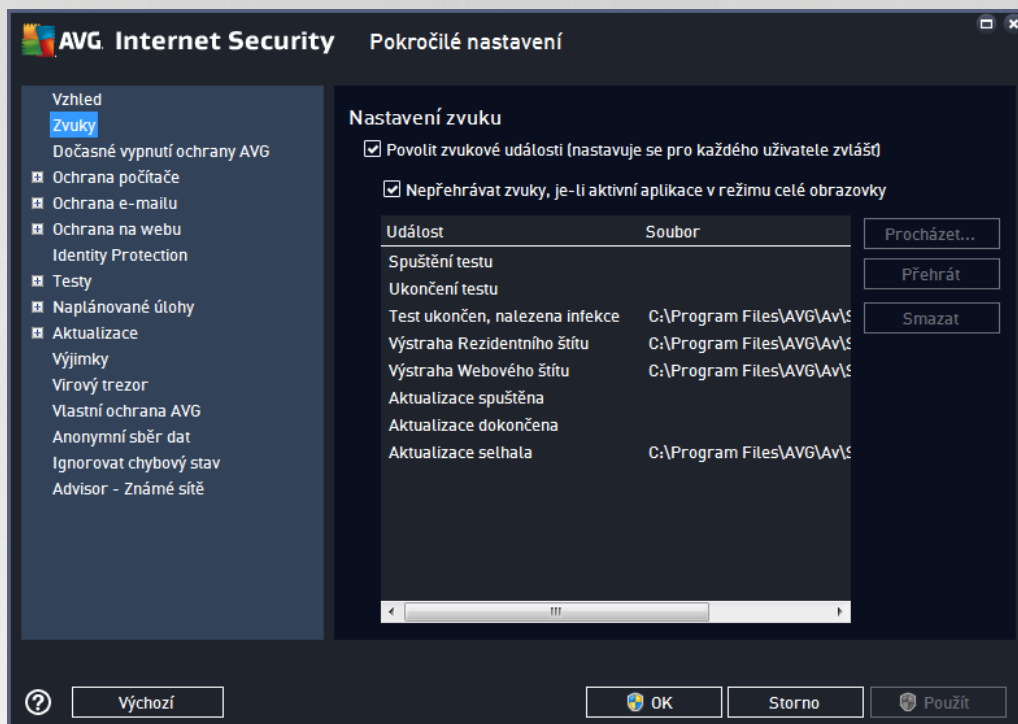 AVG. Internet Security Pokročilé nastavení
Vzhled
Zvuky
Dočasné vypnutí ochrany AVG
Ochrana počítače
Ochrana e-mailu
Ochrana na webu
Identity Protection
Testy
Naplánované úlohy
Aktualizace
Výjimky
Virový trezor
Vlastní ochrana AVG
Anonymní sběr dat
Ignorovat chybový stav
Advisor - Známé sítě
Nastavení zvuku
Povolit zvukové události (nastavuje se pro každého uživatele zvlášť)
Nepřehrávat zvuky, je-li aktivní aplikace v režimu celé obrazovky
Událost Soubor
Spuštění testu
Ukončení testu
Test ukončen, nalezena infekce C:\Program Files\AVG\Av\S
Výstraha Rezidentního štítu C:\Program Files\AVG\Av\S
Výstraha Webového štítu C:\Program Files\AVG\Av\S
Aktualizace spuštěna
Aktualizace dokončena
Aktualizace selhala C:\Program Files\AVG\Av\S
Procházet...
Přehrát
Smazat
Výchozí OK Storno Použít